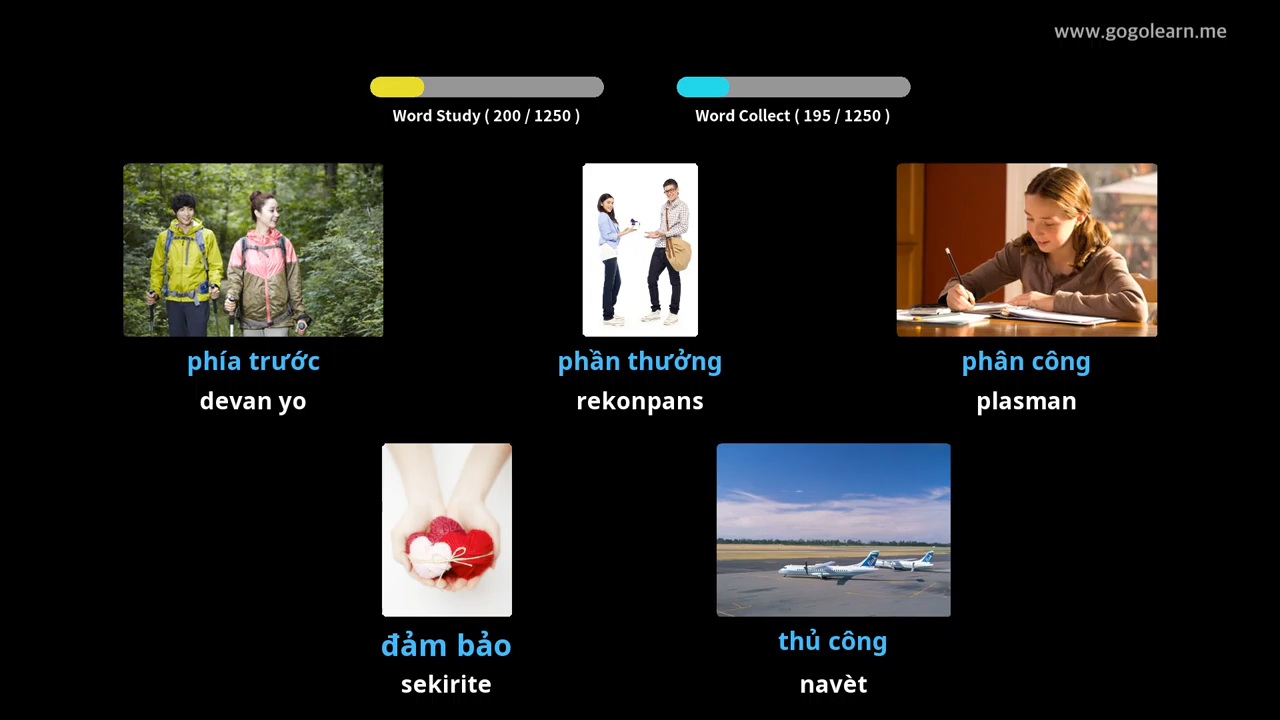 www.gogolearn.me
Word Study ( 200 / 1250 )
Word Collect ( 195 / 1250 )
phía trước
phần thưởng
phân công
devan yo
rekonpans
plasman
đảm bảo
thủ công
sekirite
navèt